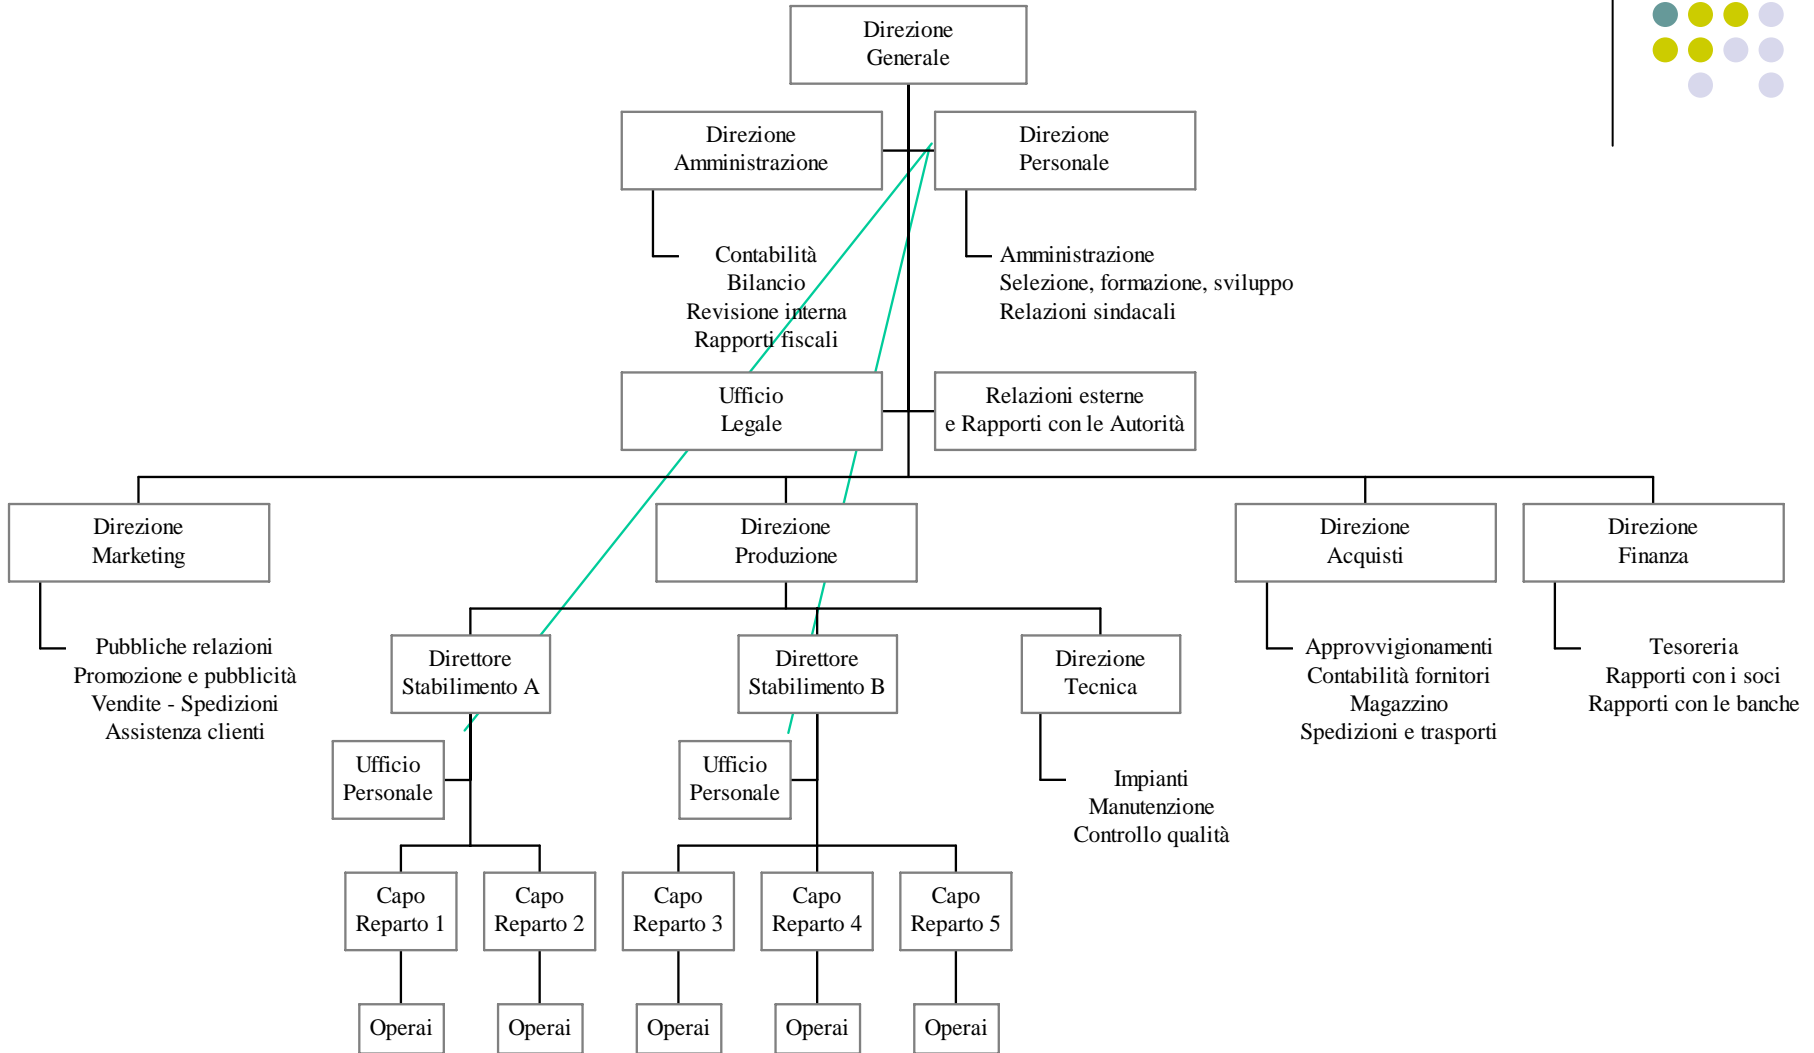 Direzione
Generale
Direzione
Amministrazione
Direzione
Personale
Contabilità
Bilancio
Revisione interna
Rapporti fiscali
Amministrazione
Selezione, formazione, sviluppo
Relazioni sindacali
Ufficio
Legale
Relazioni esterne
e Rapporti con le Autorità
Direzione
Marketing
Direzione
Produzione
Direzione
Acquisti
Direzione
Finanza
Pubbliche relazioni
Promozione e pubblicità
Vendite - Spedizioni
Assistenza clienti
Direttore
Stabilimento A
Direttore
Stabilimento B
Direzione
Tecnica
Approvvigionamenti
Contabilità fornitori
Magazzino
Spedizioni e trasporti
Tesoreria
Rapporti con i soci
Rapporti con le banche
Ufficio
Personale
Ufficio
Personale
Impianti
Manutenzione
Controllo qualità
Capo
Reparto 1
Capo
Reparto 2
Capo
Reparto 3
Capo
Reparto 4
Capo
Reparto 5
Operai
Operai
Operai
Operai
Operai